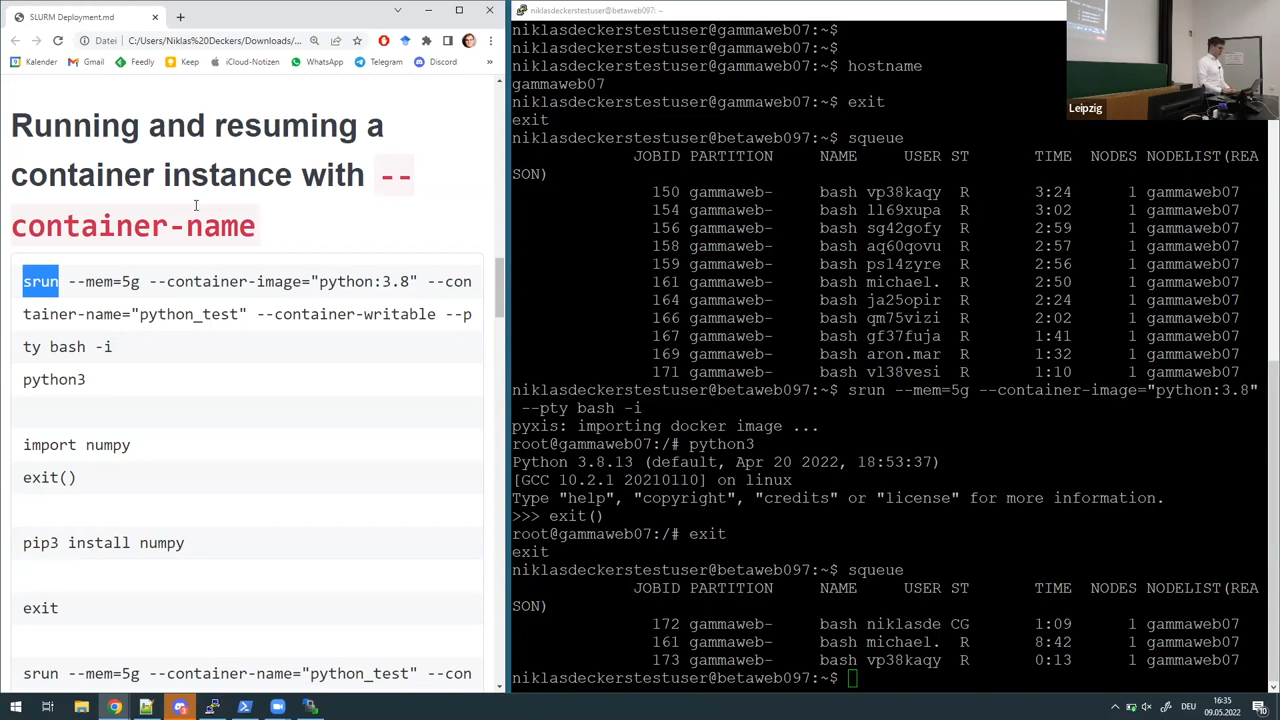 SLURM Deployment.md
Datei
C:/Users/Niklas%20Deckers/Downloads/...
Kalender
Gmail
Feedly
Keep
iCloud-Notizen
WhatsApp
Telegram
Discord
»
Running and resuming a
container instance with --
container-name
srun --mem=5g --container-image="python:3.8" --con
tainer-name="python_test" --container-writable --p
ty bash -i
python3
import numpy
exit()
pip3 install numpy
exit
srun --mem=5g --container-name="python_test" --con
niklasdeckerstestuser@betaweb097: ~
niklasdeckerstestuser@gammaweb07:~$
niklasdeckerstestuser@gammaweb07:~$
niklasdeckerstestuser@gammaweb07:~$ hostname
gammaweb07
niklasdeckerstestuser@gammaweb07:~$ exit
exit
niklasdeckerstestuser@betaweb097:~$ squeue
JOBID PARTITION NAME USER ST TIME NODES NODELIST(REA
SON)
150 gammaweb- bash vp38kaqy R 3:24 1 gammaweb07
154 gammaweb- bash ll69xupa R 3:02 1 gammaweb07
156 gammaweb- bash sg42gofy R 2:59 1 gammaweb07
158 gammaweb- bash aq60qovu R 2:57 1 gammaweb07
159 gammaweb- bash ps14zyre R 2:56 1 gammaweb07
161 gammaweb- bash michael. R 2:50 1 gammaweb07
164 gammaweb- bash ja25opir R 2:24 1 gammaweb07
166 gammaweb- bash qm75vizi R 2:02 1 gammaweb07
167 gammaweb- bash gf37fuja R 1:41 1 gammaweb07
169 gammaweb- bash aron.mar R 1:32 1 gammaweb07
171 gammaweb- bash vl38vesi R 1:10 1 gammaweb07
niklasdeckerstestuser@betaweb097:~$ srun --mem=5g --container-image="python:3.8"
--pty bash -i
pyxis: importing docker image ...
root@gammaweb07:/# python3
Python 3.8.13 (default, Apr 20 2022, 18:53:37)
[GCC 10.2.1 20210110] on linux
Type "help", "copyright", "credits" or "license" for more information.
>>> exit()
root@gammaweb07:/# exit
exit
niklasdeckerstestuser@betaweb097:~$ squeue
JOBID PARTITION NAME USER ST TIME NODES NODELIST(REA
SON)
172 gammaweb- bash niklasde CG 1:09 1 gammaweb07
161 gammaweb- bash michael. R 8:42 1 gammaweb07
173 gammaweb- bash vp38kaqy R 0:13 1 gammaweb07
niklasdeckerstestuser@betaweb097:~$
Leipzig
DEU
16:35
09.05.2022